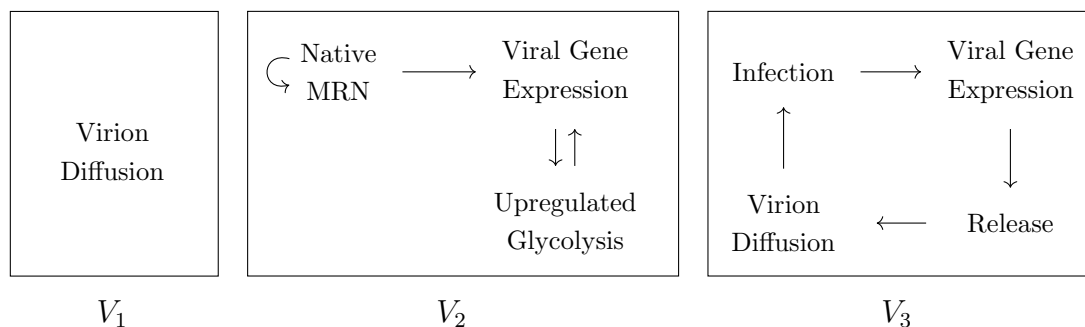 Virion
Diffusion
V1
Native
MRN
Viral Gene
Expression
Upregulated
Glycolysis
V2
Infection
Viral Gene
Expression
Virion
Diffusion
Release
V3